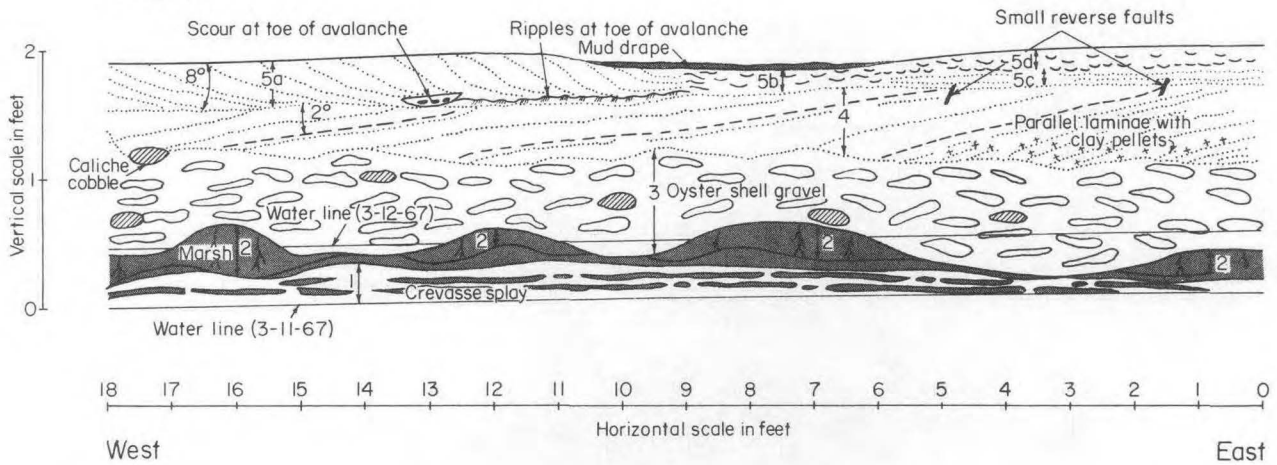 Scour at toe of avalanche
Ripples at toe of avalanche
Mud drape
Small reverse faults
2
8°
5a
5b
5d
5c
2°
4
Parallel laminae with
clay pellets
Caliche
cobble
1
3 Oyster shell gravel
Water line (3-12-67)
Marsh
2
2
2
2
1
Crevasse splay
0
Water line (3-11-67)
Vertical scale in feet
18 17 16 15 14 13 12 11 10 9 8 7 6 5 4 3 2 1 0
Horizontal scale in feet
West
East